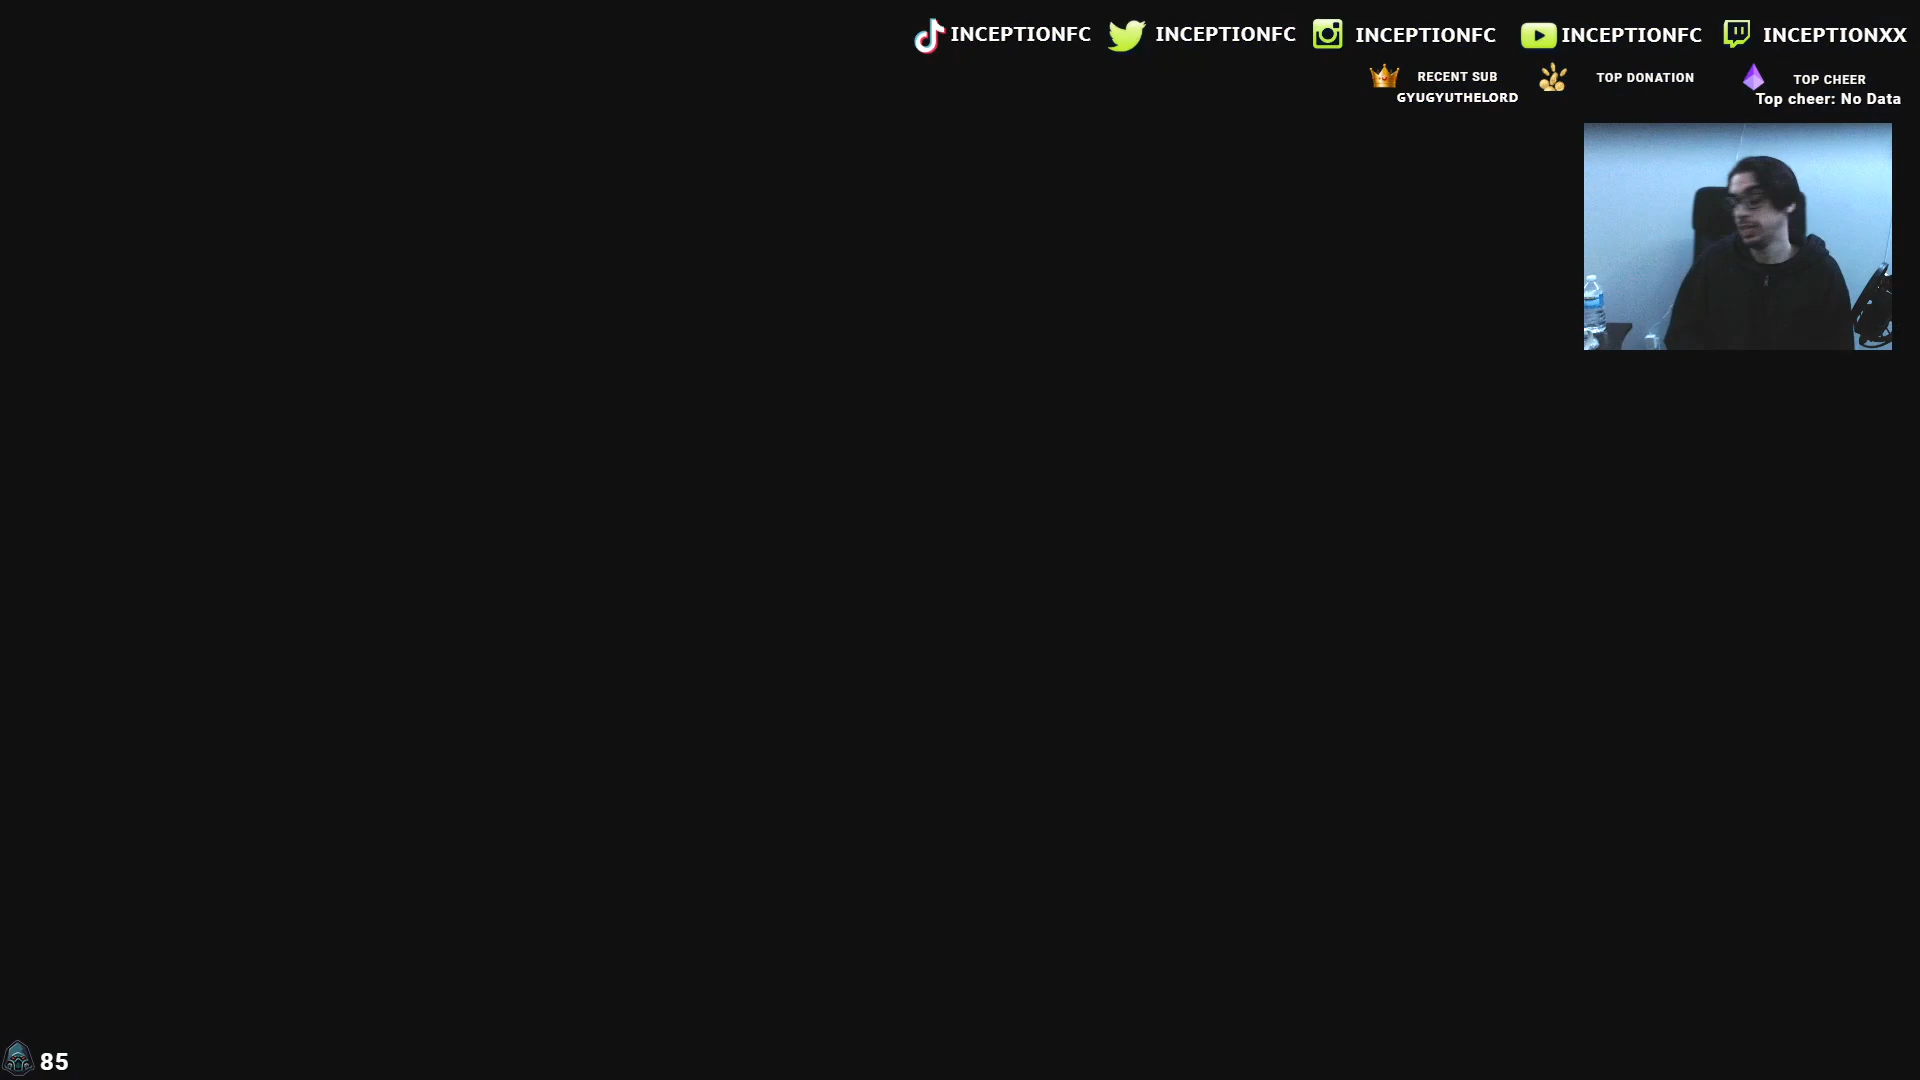 INCEPTIONFC INCEPTIONFC INCEPTIONFC INCEPTIONFC INCEPTIONXX
RECENT SUB TOP DONATION TOP CHEER
GYUGYUTHELORD Top cheer: No Data
85